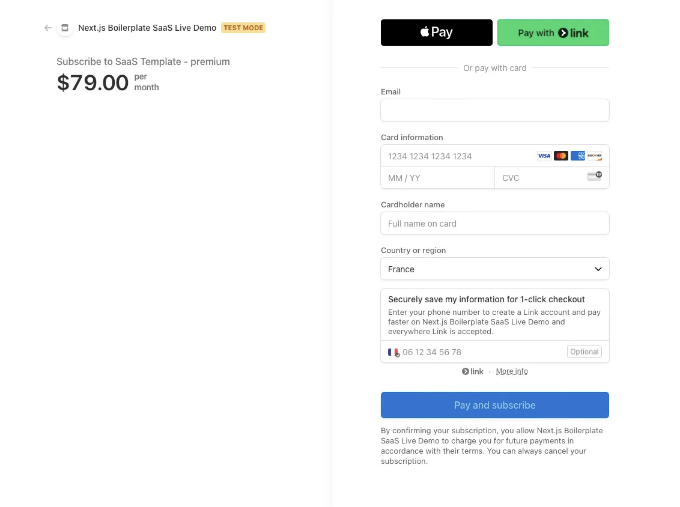 Next.js Boilerplate SaaS Live Demo TEST MODE
Subscribe to SaaS Template - premium
$79.00 per
month
Pay
Pay with link
Or pay with card
Email
Card information
1234 1234 1234 1234 VISA
MM / YY CVC
Cardholder name
Full name on card
Country or region
France
Securely save my information for 1-click checkout
Enter your phone number to create a Link account and pay
faster on Next.js Boilerplate SaaS Live Demo and
everywhere Link is accepted.
06 12 34 56 78 Optional
link · More info
Pay and subscribe
By confirming your subscription, you allow Next.js Boilerplate
SaaS Live Demo to charge you for future payments in
accordance with their terms. You can always cancel your
subscription.